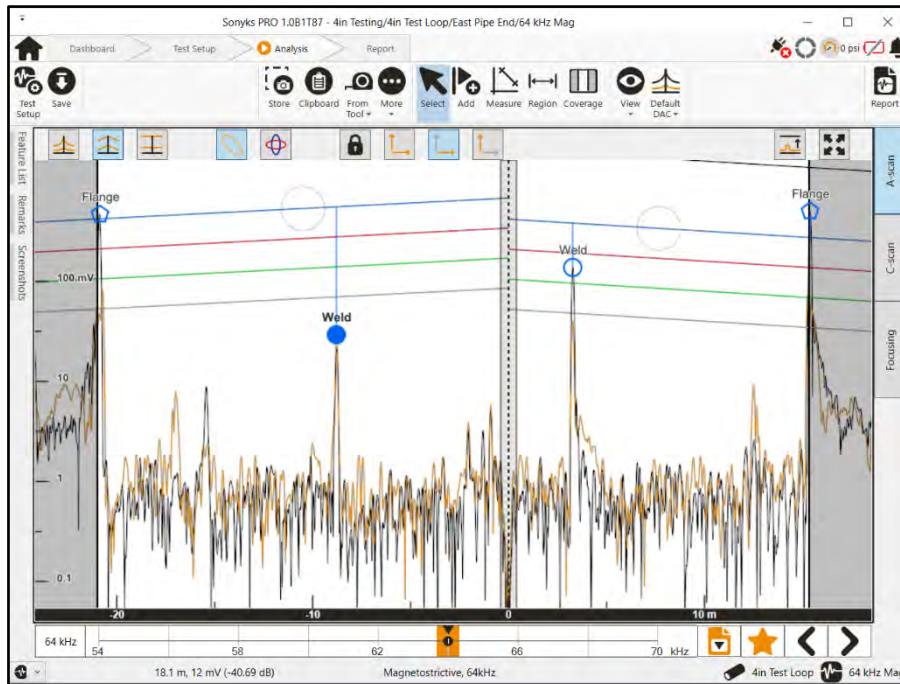 Sonyks PRO 1.0B1T87 - 4in Testing/4in Test Loop/East Pipe End/64 kHz Mag
Dashboard Test Setup Analysis Report
0 psi
Test Setup
Save
Store
Clipboard
From Tool
More
Select
Add
Measure
Region
Coverage
View
Default DAC
Report
Feature List
Remarks
Screenshots
A-scan
C-scan
Focusing
Flange
Flange
Weld
Weld
100 mV
10
1
0.1
-20 -10 0 10 m
64 kHz
54 58 62 66 70 kHz
18.1 m, 12 mV (-40.69 dB) Magnetostrictive, 64kHz 4in Test Loop 64 kHz Mag